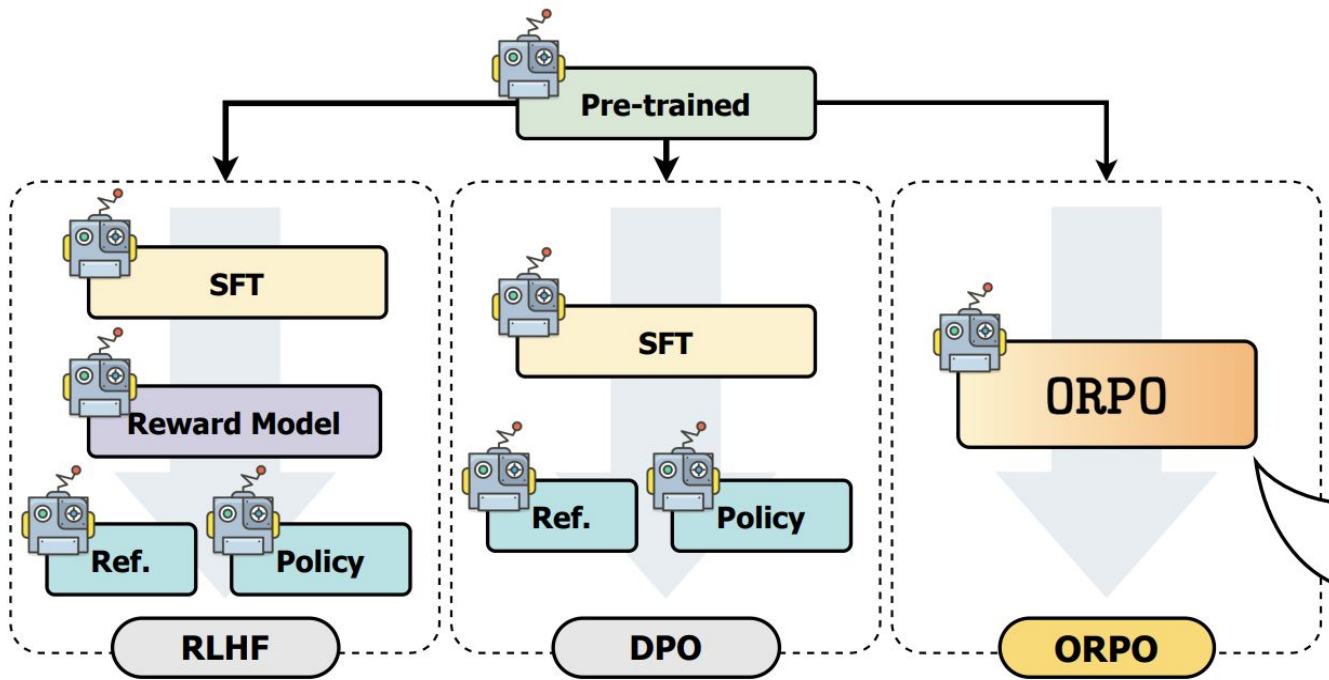 Pre-trained
SFT
Reward Model
Ref.
Policy
RLHF
SFT
Ref.
Policy
DPO
ORPO
ORPO